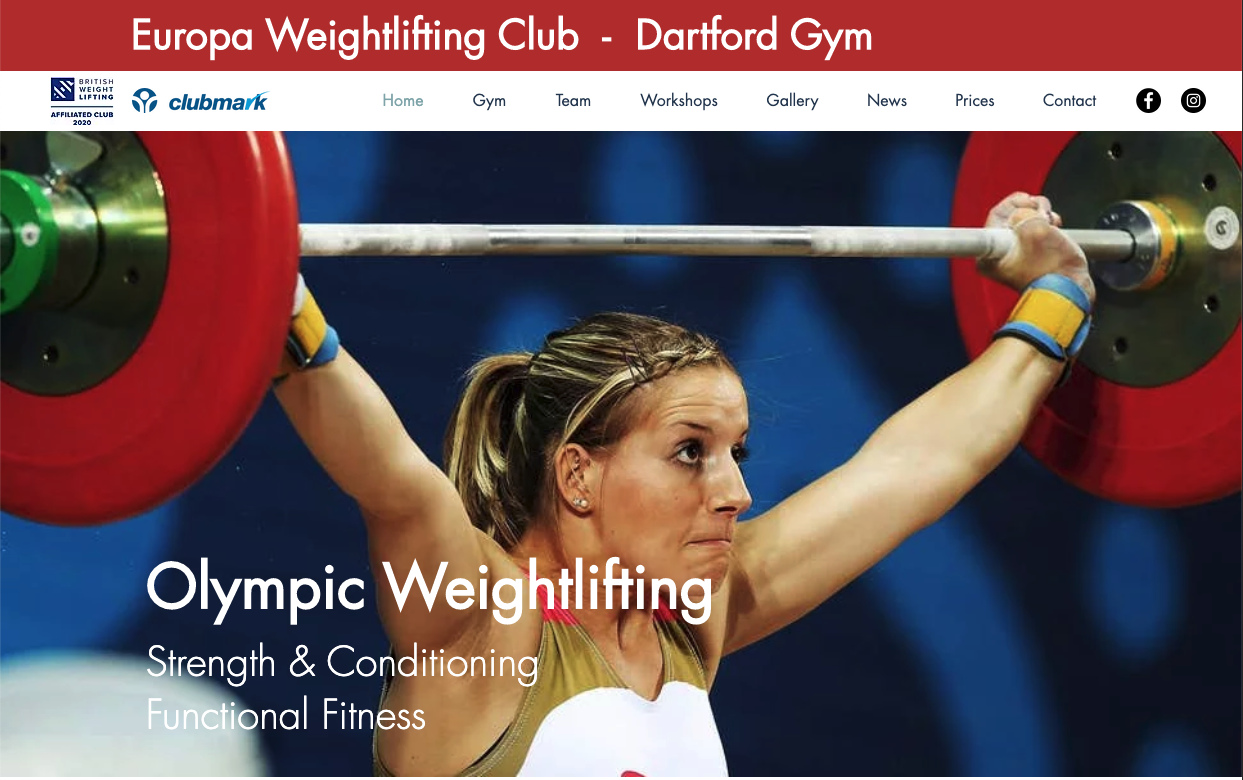 Europa Weightlifting Club - Dartford Gym
BRITISH
WEIGHT
LIFTING
AFFILIATED CLUB
2020
clubmark
Home Gym Team Workshops Gallery News Prices Contact
Olympic Weightlifting
Strength & Conditioning
Functional Fitness